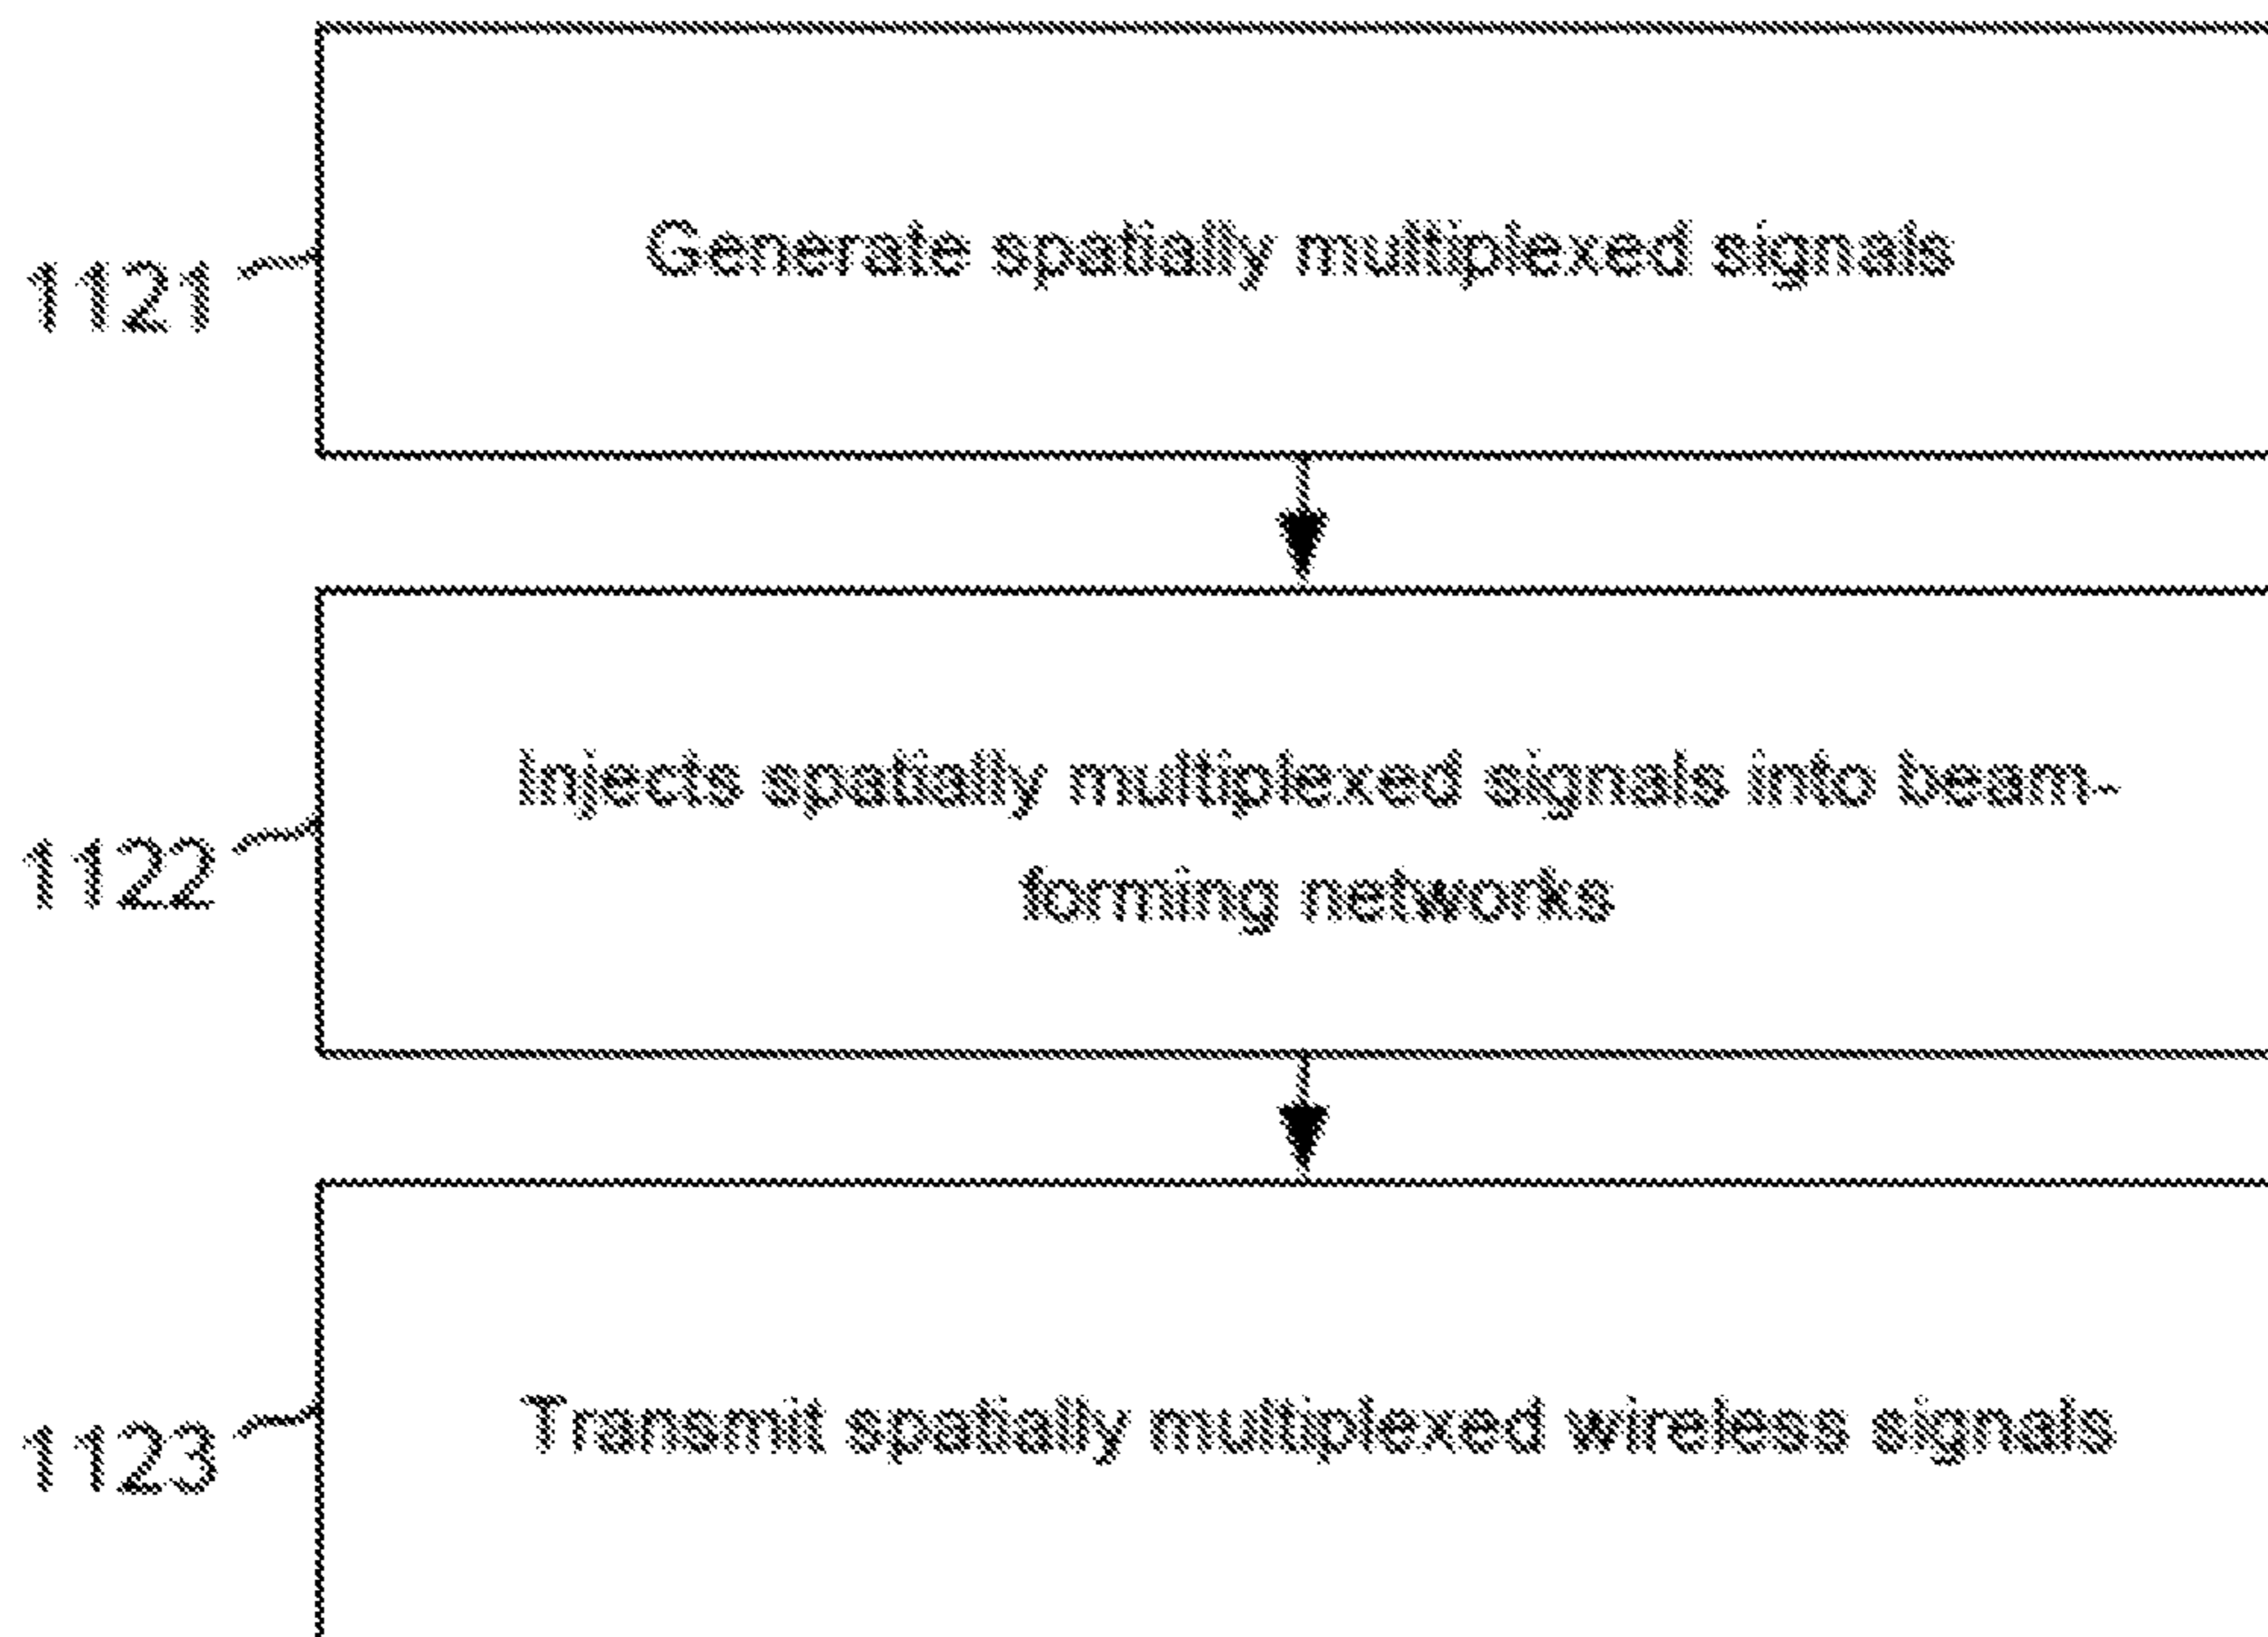 Generate spatially multiplexed signals
1121
Injects spatially multiplexed signals into beam-
forming networks
1122
Transmit spatially multiplexed wireless signals
1123